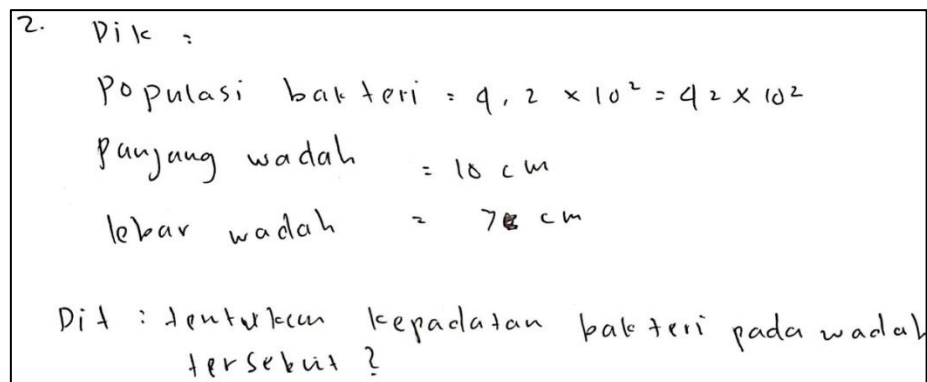 2. Dik :
Populasi bakteri = 4,2 × 10² = 42 × 10²
Panjang wadah = 10 cm
lebar wadah = 7 cm
Dit : tentukan kepadatan bakteri pada wadah
tersebut ?